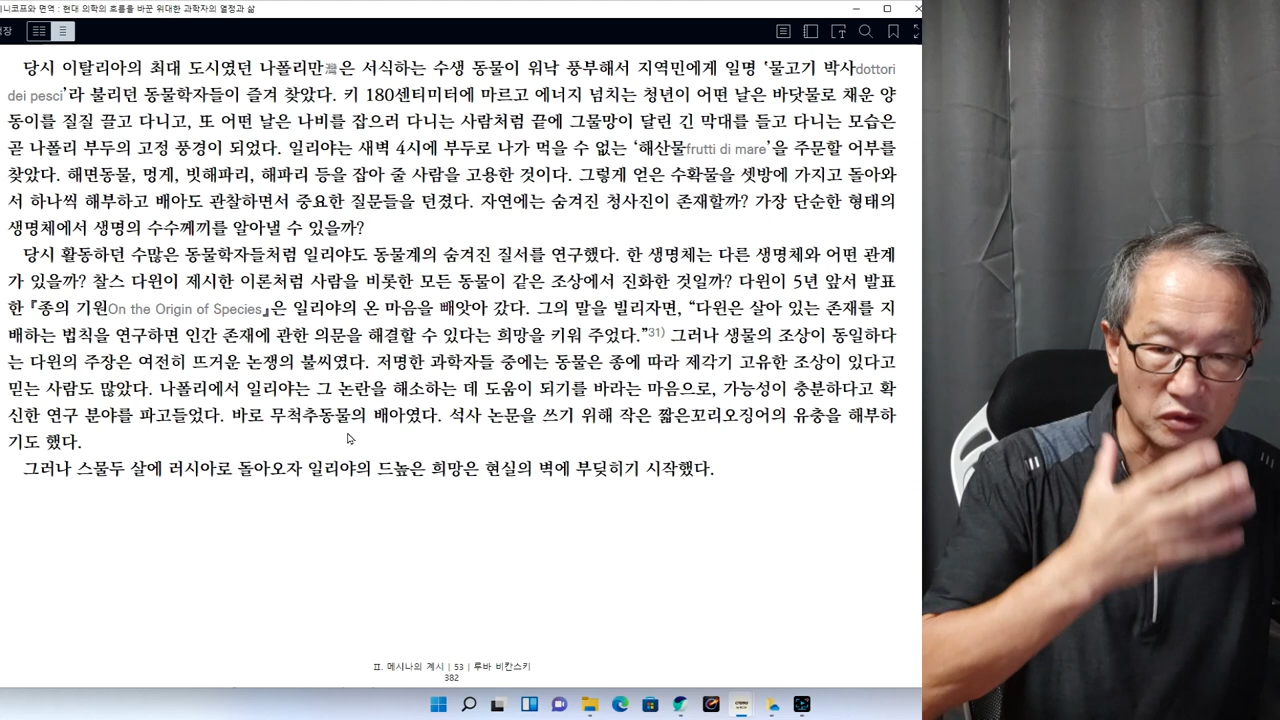 니코프와 면역 : 현대 의학의 흐름을 바꾼 위대한 과학자의 열정과 삶
당시 이탈리아의 최대 도시였던 나폴리만灣은 서식하는 수생 동물이 워낙 풍부해서 지역민에게 일명 ‘물고기 박사dottori
dei pesci’라 불리던 동물학자들이 즐겨 찾았다. 키 180센티미터에 마르고 에너지 넘치는 청년이 어떤 날은 바닷물로 채운 양
동이를 질질 끌고 다니고, 또 어떤 날은 나비를 잡으러 다니는 사람처럼 끝에 그물망이 달린 긴 막대를 들고 다니는 모습은
곧 나폴리 부두의 고정 풍경이 되었다. 일리야는 새벽 4시에 부두로 나가 먹을 수 없는 ‘해산물frutti di mare’을 주문할 어부를
찾았다. 해면동물, 멍게, 빗해파리, 해파리 등을 잡아 줄 사람을 고용한 것이다. 그렇게 얻은 수확물을 셋방에 가지고 돌아와
서 하나씩 해부하고 배아도 관찰하면서 중요한 질문들을 던졌다. 자연에는 숨겨진 청사진이 존재할까? 가장 단순한 형태의
생명체에서 생명의 수수께끼를 알아낼 수 있을까?
당시 활동하던 수많은 동물학자들처럼 일리야도 동물계의 숨겨진 질서를 연구했다. 한 생명체는 다른 생명체와 어떤 관계
가 있을까? 찰스 다윈이 제시한 이론처럼 사람을 비롯한 모든 동물이 같은 조상에서 진화한 것일까? 다윈이 5년 앞서 발표
한 『종의 기원On the Origin of Species』은 일리야의 온 마음을 빼앗아 갔다. 그의 말을 빌리자면, “다윈은 살아 있는 존재를 지
배하는 법칙을 연구하면 인간 존재에 관한 의문을 해결할 수 있다는 희망을 키워 주었다.”31) 그러나 생물의 조상이 동일하다
는 다윈의 주장은 여전히 뜨거운 논쟁의 불씨였다. 저명한 과학자들 중에는 동물은 종에 따라 제각기 고유한 조상이 있다고
믿는 사람도 많았다. 나폴리에서 일리야는 그 논란을 해소하는 데 도움이 되기를 바라는 마음으로, 가능성이 충분하다고 확
신한 연구 분야를 파고들었다. 바로 무척추동물의 배아였다. 석사 논문을 쓰기 위해 작은 짧은꼬리오징어의 유충을 해부하
기도 했다.
그러나 스물두 살에 러시아로 돌아오자 일리야의 드높은 희망은 현실의 벽에 부딪히기 시작했다.
Ⅱ. 메시나의 계시 | 53 | 루바 비칸스키
382